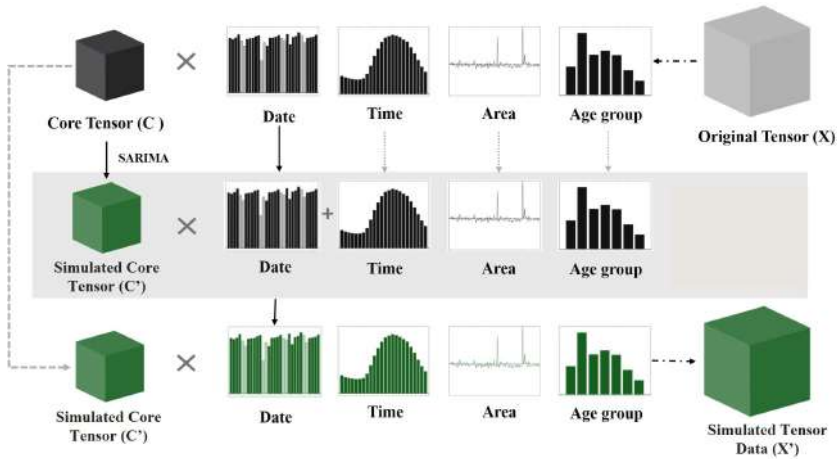 Core Tensor (C )
Date
Time
Area
Age group
Original Tensor (X)
SARIMA
+
Simulated Core
Tensor (C’)
Date
Time
Area
Age group
Simulated Core
Tensor (C’)
Date
Time
Area
Age group
Simulated Tensor
Data (X’)